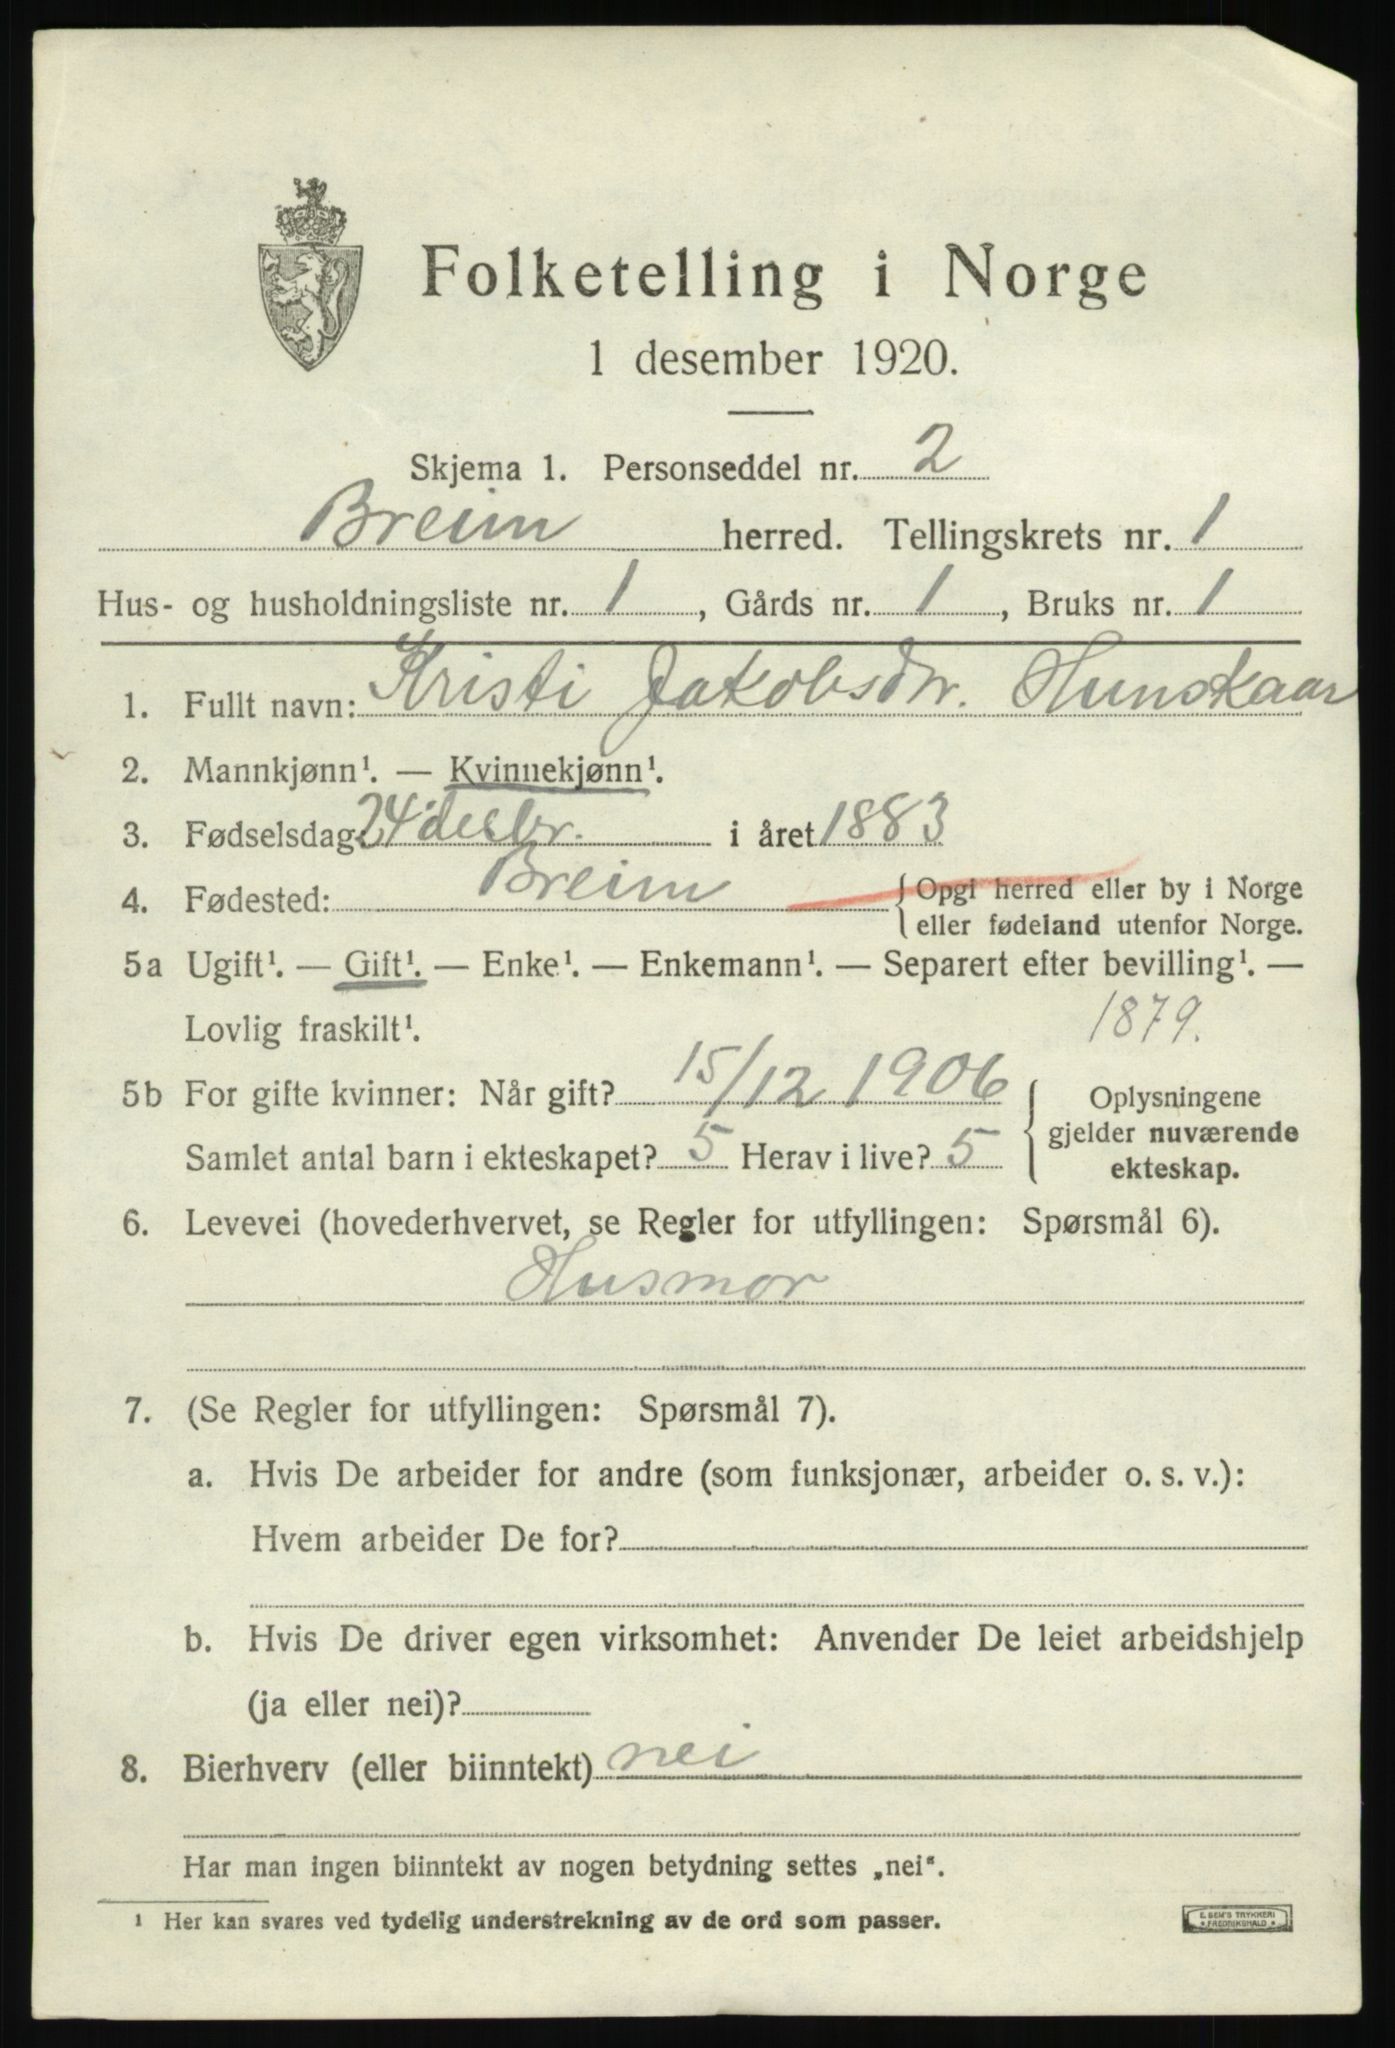 Folketelling i Norge
1 desember 1920.
Skjema 1. Personseddel nr. 2
Breim herred. Tellingskrets nr. 1
Hus- og husholdningsliste nr. 1, Gårds nr. 1, Bruks nr. 1
1. Fullt navn: Kristi Jakobsdtr. Hunskaar
2. Mannkjønn¹. — Kvinnekjønn¹.
3. Fødselsdag: 24 desbr. i året 1883
4. Fødested: Breim {Opgi herred eller by i Norge
eller fødeland utenfor Norge.
5a Ugift¹. — Gift¹. — Enke¹. — Enkemann¹. — Separert efter bevilling¹. —
Lovlig fraskilt¹. 1879.
5b For gifte kvinner: Når gift? 15/12 1906 { Oplysningene
gjelder nuværende
Samlet antal barn i ekteskapet? 5 Herav i live? 5
ekteskap.
6. Levevei (hovederhvervet, se Regler for utfyllingen: Spørsmål 6).
Husmor
7. (Se Regler for utfyllingen: Spørsmål 7).
a. Hvis De arbeider for andre (som funksjonær, arbeider o. s. v.):
Hvem arbeider De for?
b. Hvis De driver egen virksomhet: Anvender De leiet arbeidshjelp
(ja eller nei)?
8. Bierhverv (eller biinntekt) nei
Har man ingen biinntekt av nogen betydning settes „nei“.
¹ Her kan svares ved tydelig understrekning av de ord som passer.
E. SEM'S TRYKKERI
FREDRIKSHALD